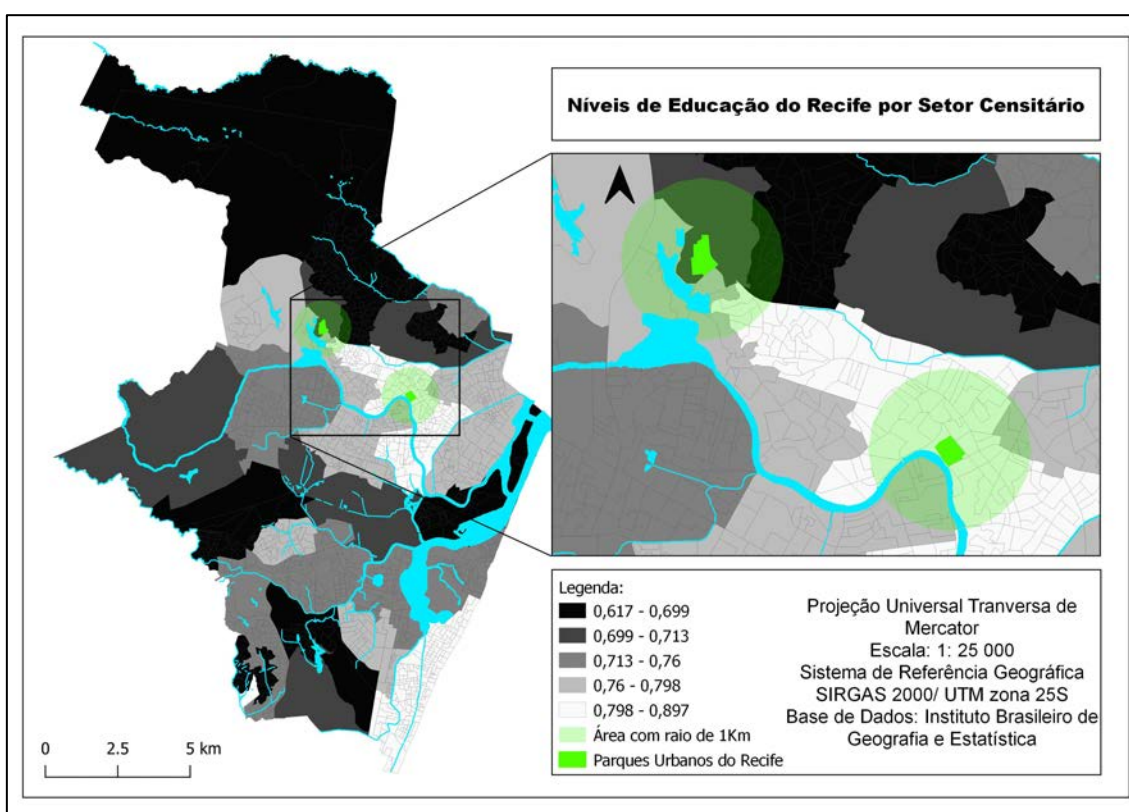 Níveis de Educação do Recife por Setor Censitário
Legenda:
0,617 - 0,699
0,699 - 0,713
0,713 - 0,76
0,76 - 0,798
0,798 - 0,897
Área com raio de 1Km
Parques Urbanos do Recife
Projeção Universal Tranversa de
Mercator
Escala: 1: 25 000
Sistema de Referência Geográfica
SIRGAS 2000/ UTM zona 25S
Base de Dados: Instituto Brasileiro de
Geografia e Estatística
0 2.5 5 km